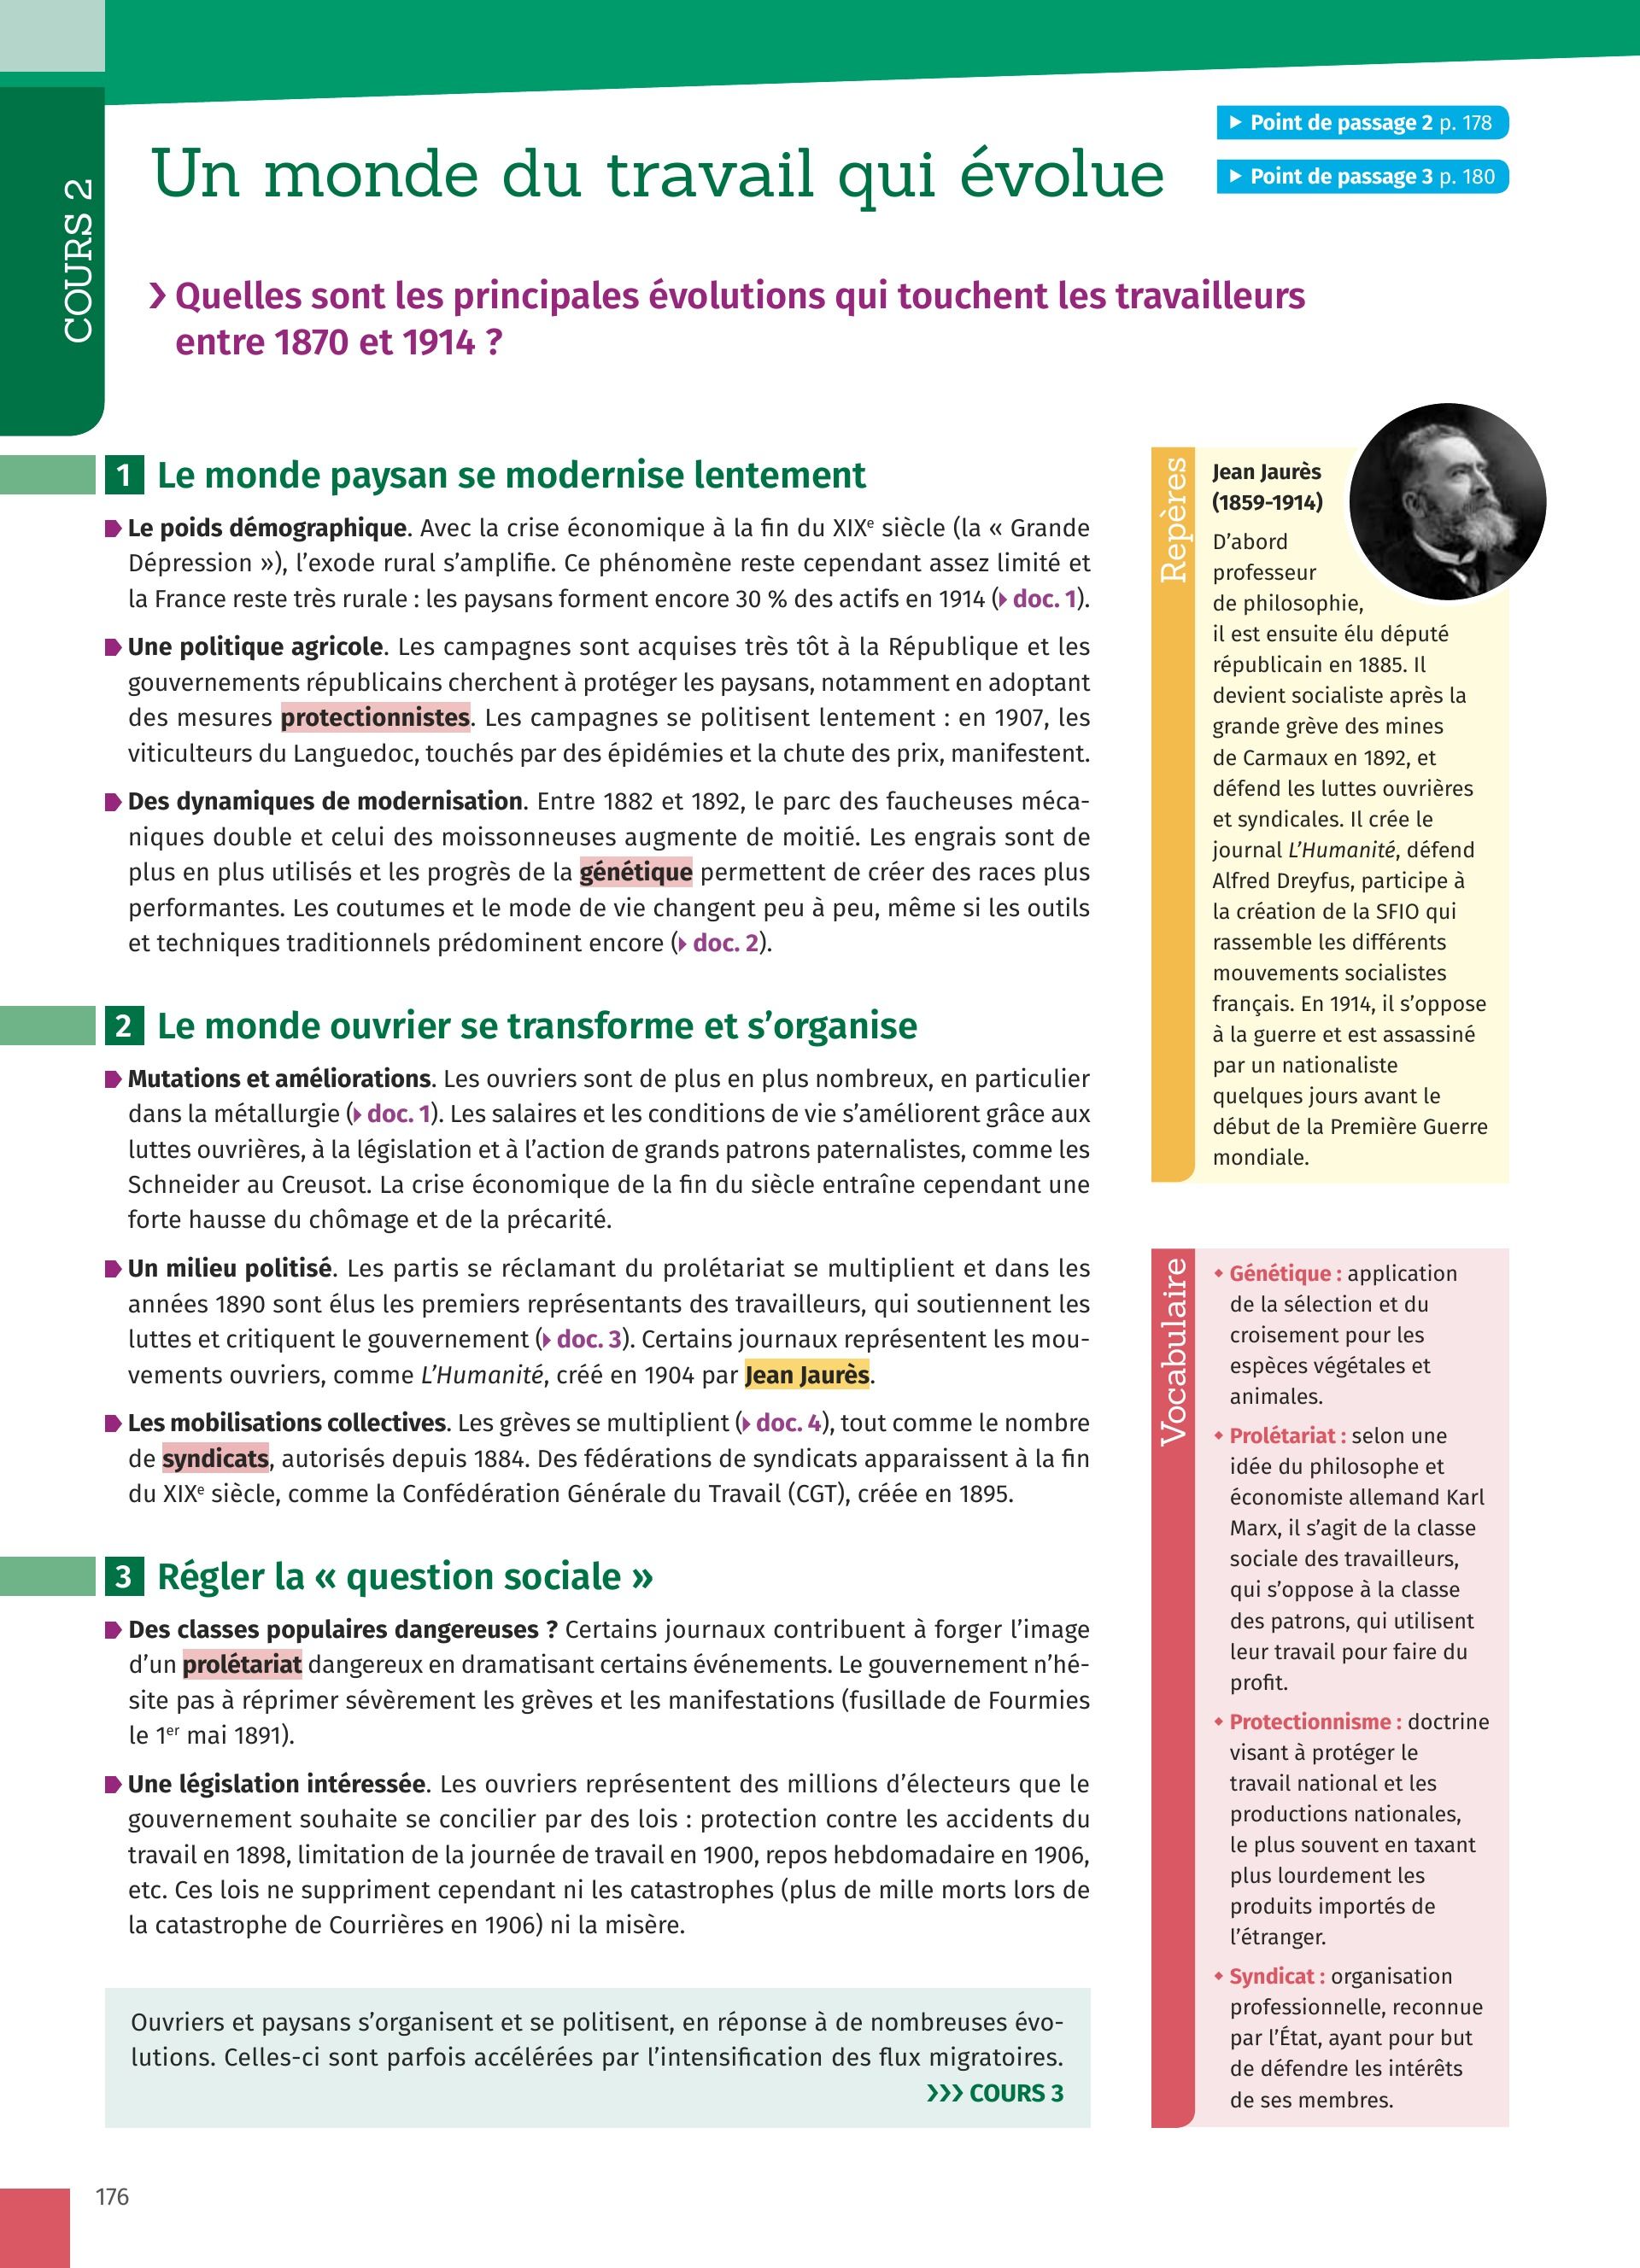 COURS 2
Un monde du travail qui évolue
▶ Point de passage 2 p. 178
▶ Point de passage 3 p. 180
❯ Quelles sont les principales évolutions qui touchent les travailleurs
entre 1870 et 1914 ?
1 Le monde paysan se modernise lentement
Le poids démographique. Avec la crise économique à la fin du XIXe siècle (la « Grande
Dépression »), l’exode rural s’amplifie. Ce phénomène reste cependant assez limité et
la France reste très rurale : les paysans forment encore 30 % des actifs en 1914 (▸ doc. 1).
Une politique agricole. Les campagnes sont acquises très tôt à la République et les
gouvernements républicains cherchent à protéger les paysans, notamment en adoptant
des mesures protectionnistes. Les campagnes se politisent lentement : en 1907, les
viticulteurs du Languedoc, touchés par des épidémies et la chute des prix, manifestent.
Des dynamiques de modernisation. Entre 1882 et 1892, le parc des faucheuses méca-
niques double et celui des moissonneuses augmente de moitié. Les engrais sont de
plus en plus utilisés et les progrès de la génétique permettent de créer des races plus
performantes. Les coutumes et le mode de vie changent peu à peu, même si les outils
et techniques traditionnels prédominent encore (▸ doc. 2).
2 Le monde ouvrier se transforme et s’organise
Mutations et améliorations. Les ouvriers sont de plus en plus nombreux, en particulier
dans la métallurgie (▸ doc. 1). Les salaires et les conditions de vie s’améliorent grâce aux
luttes ouvrières, à la législation et à l’action de grands patrons paternalistes, comme les
Schneider au Creusot. La crise économique de la fin du siècle entraîne cependant une
forte hausse du chômage et de la précarité.
Un milieu politisé. Les partis se réclamant du prolétariat se multiplient et dans les
années 1890 sont élus les premiers représentants des travailleurs, qui soutiennent les
luttes et critiquent le gouvernement (▸ doc. 3). Certains journaux représentent les mou-
vements ouvriers, comme L’Humanité, créé en 1904 par Jean Jaurès.
Les mobilisations collectives. Les grèves se multiplient (▸ doc. 4), tout comme le nombre
de syndicats, autorisés depuis 1884. Des fédérations de syndicats apparaissent à la fin
du XIXe siècle, comme la Confédération Générale du Travail (CGT), créée en 1895.
3 Régler la « question sociale »
Des classes populaires dangereuses ? Certains journaux contribuent à forger l’image
d’un prolétariat dangereux en dramatisant certains événements. Le gouvernement n’hé-
site pas à réprimer sévèrement les grèves et les manifestations (fusillade de Fourmies
le 1er mai 1891).
Une législation intéressée. Les ouvriers représentent des millions d’électeurs que le
gouvernement souhaite se concilier par des lois : protection contre les accidents du
travail en 1898, limitation de la journée de travail en 1900, repos hebdomadaire en 1906,
etc. Ces lois ne suppriment cependant ni les catastrophes (plus de mille morts lors de
la catastrophe de Courrières en 1906) ni la misère.
Ouvriers et paysans s’organisent et se politisent, en réponse à de nombreuses évo-
lutions. Celles-ci sont parfois accélérées par l’intensification des flux migratoires.
❯❯❯ COURS 3
Repères
Jean Jaurès
(1859-1914)
D’abord
professeur
de philosophie,
il est ensuite élu député
républicain en 1885. Il
devient socialiste après la
grande grève des mines
de Carmaux en 1892, et
défend les luttes ouvrières
et syndicales. Il crée le
journal L’Humanité, défend
Alfred Dreyfus, participe à
la création de la SFIO qui
rassemble les différents
mouvements socialistes
français. En 1914, il s’oppose
à la guerre et est assassiné
par un nationaliste
quelques jours avant le
début de la Première Guerre
mondiale.
Vocabulaire
Génétique : application
de la sélection et du
croisement pour les
espèces végétales et
animales.
Prolétariat : selon une
idée du philosophe et
économiste allemand Karl
Marx, il s’agit de la classe
sociale des travailleurs,
qui s’oppose à la classe
des patrons, qui utilisent
leur travail pour faire du
profit.
Protectionnisme : doctrine
visant à protéger le
travail national et les
productions nationales,
le plus souvent en taxant
plus lourdement les
produits importés de
l’étranger.
Syndicat : organisation
professionnelle, reconnue
par l’État, ayant pour but
de défendre les intérêts
de ses membres.
176